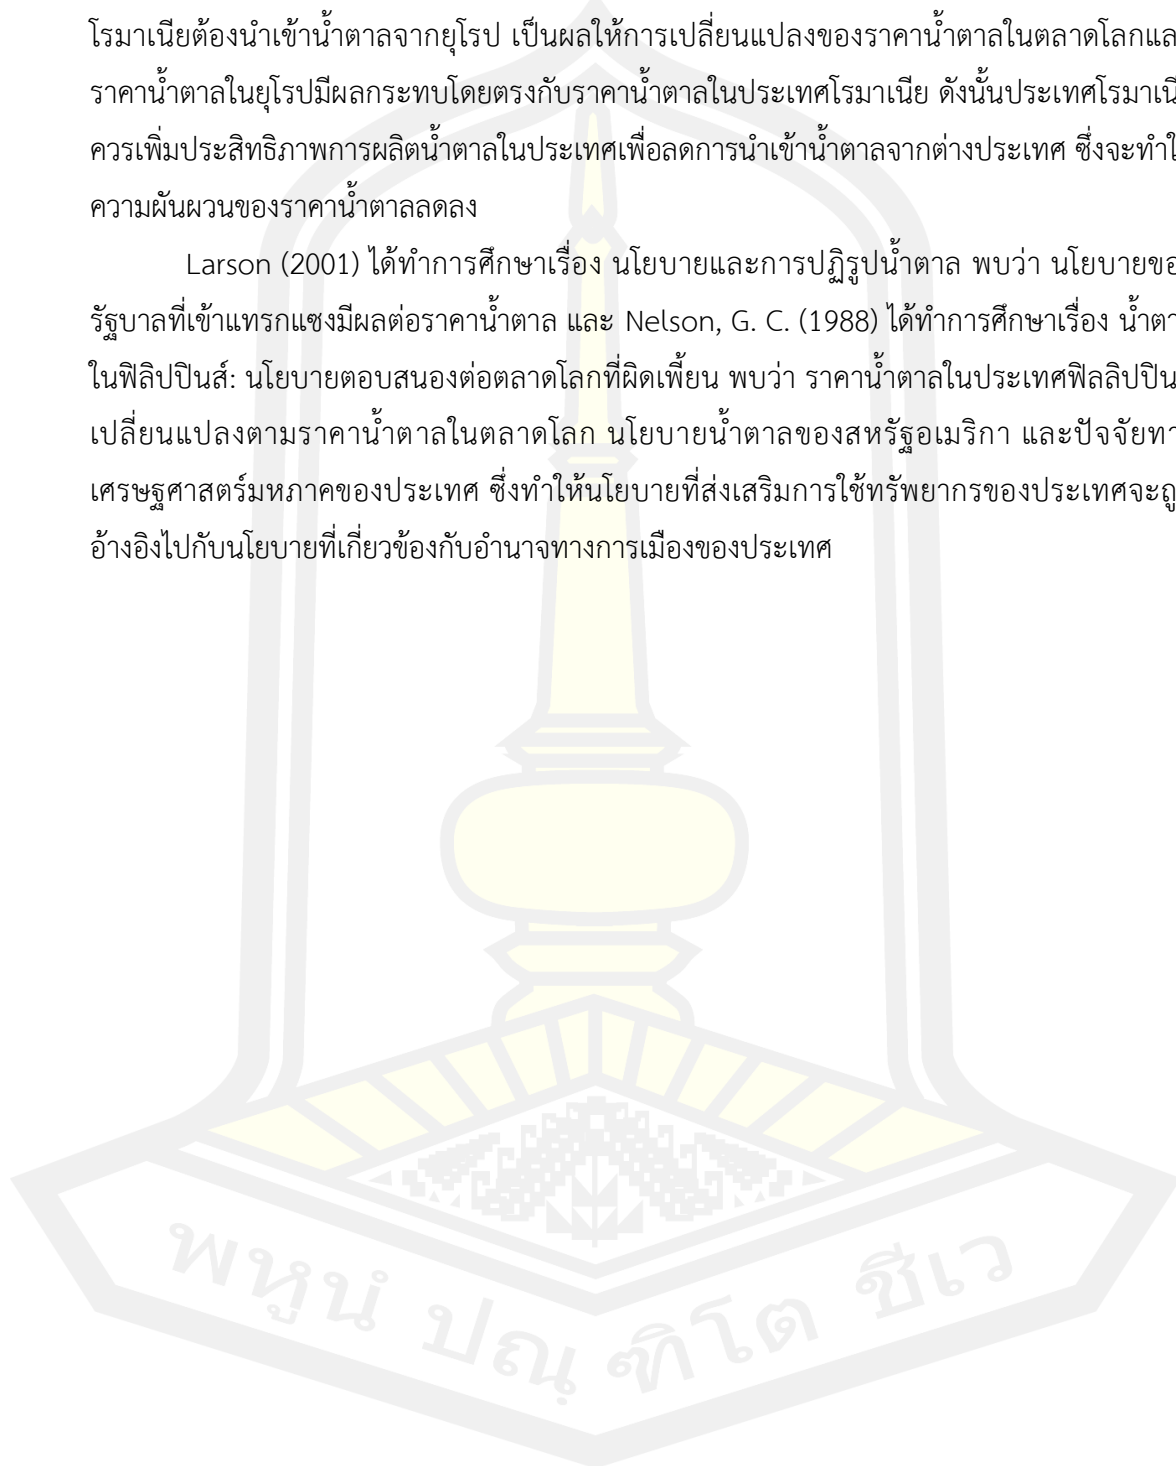 โรมาเนียต้องนำเข้าน้ำตาลจากยุโรป เป็นผลให้การเปลี่ยนแปลงของราคาน้ำตาลในตลาดโลกแล
ราคาน้ำตาลในยุโรปมีผลกระทบโดยตรงกับราคาน้ำตาลในประเทศโรมาเนีย ดังนั้นประเทศโรมาเนี
ควรเพิ่มประสิทธิภาพการผลิตน้ำตาลในประเทศเพื่อลดการนำเข้าน้ำตาลจากต่างประเทศ ซึ่งจะทำใ
ความผันผวนของราคาน้ำตาลลดลง
Larson (2001) ได้ทำการศึกษาเรื่อง นโยบายและการปฏิรูปน้ำตาล พบว่า นโยบายขอ
รัฐบาลที่เข้าแทรกแซงมีผลต่อราคาน้ำตาล และ Nelson, G. C. (1988) ได้ทำการศึกษาเรื่อง น้ำตา
ในฟิลิปปินส์: นโยบายตอบสนองต่อตลาดโลกที่ผิดเพี้ยน พบว่า ราคาน้ำตาลในประเทศฟิลลิปปิน
เปลี่ยนแปลงตามราคาน้ำตาลในตลาดโลก นโยบายน้ำตาลของสหรัฐอเมริกา และปัจจัยทา
เศรษฐศาสตร์มหภาคของประเทศ ซึ่งทำให้นโยบายที่ส่งเสริมการใช้ทรัพยากรของประเทศจะถู
อ้างอิงไปกับนโยบายที่เกี่ยวข้องกับอำนาจทางการเมืองของประเทศ
พหูนํ ปณฺฑิโต ชีเว